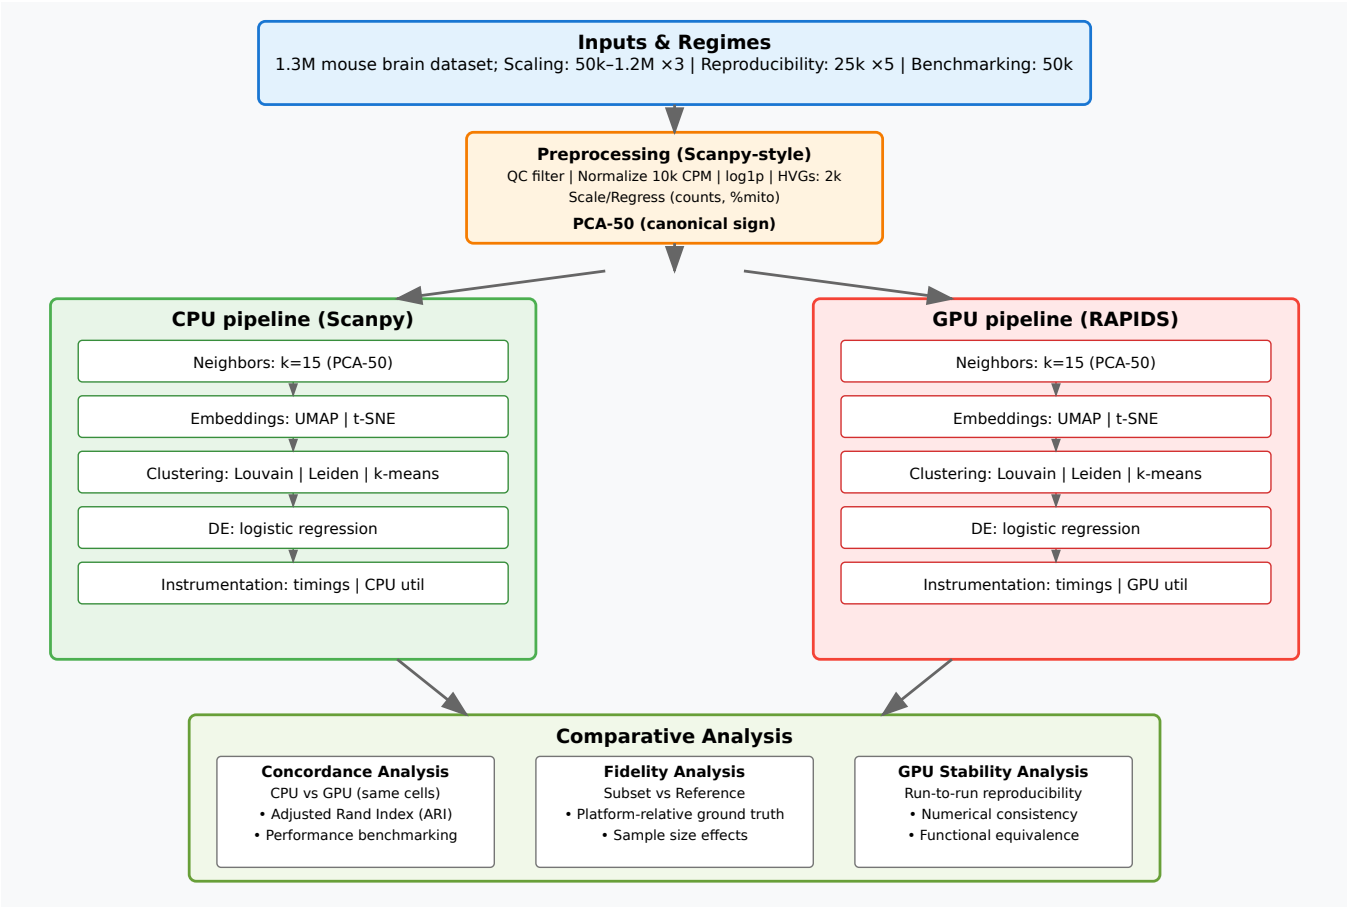 Inputs & Regimes
1.3M mouse brain dataset; Scaling: 50k–1.2M ×3 | Reproducibility: 25k ×5 | Benchmarking: 50k
Preprocessing (Scanpy-style)
QC filter | Normalize 10k CPM | log1p | HVGs: 2k
Scale/Regress (counts, %mito)
PCA-50 (canonical sign)
CPU pipeline (Scanpy)
Neighbors: k=15 (PCA-50)
Embeddings: UMAP | t-SNE
Clustering: Louvain | Leiden | k-means
DE: logistic regression
Instrumentation: timings | CPU util
GPU pipeline (RAPIDS)
Neighbors: k=15 (PCA-50)
Embeddings: UMAP | t-SNE
Clustering: Louvain | Leiden | k-means
DE: logistic regression
Instrumentation: timings | GPU util
Comparative Analysis
Concordance Analysis
CPU vs GPU (same cells)
• Adjusted Rand Index (ARI)
• Performance benchmarking
Fidelity Analysis
Subset vs Reference
• Platform-relative ground truth
• Sample size effects
GPU Stability Analysis
Run-to-run reproducibility
• Numerical consistency
• Functional equivalence